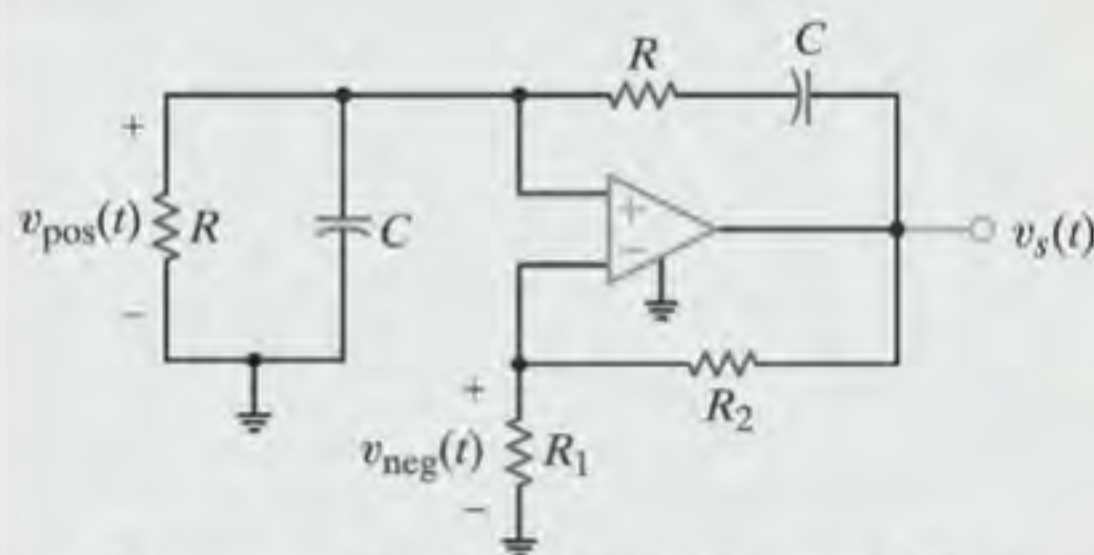 C
R
+
v_pos(t) R
−
C
+
−
v_s(t)
R_2
+
v_neg(t) R_1
−